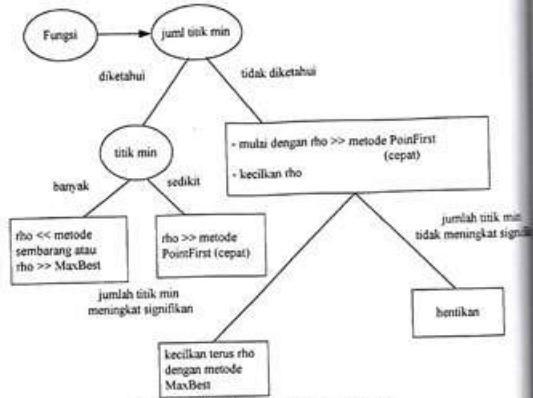 Fungsi
juml titik min
diketahui
tidak diketahui
titik min
- mulai dengan rho >> metode PoinFirst
(cepat)
- kecilkan rho
banyak
sedikit
rho << metode
sembarang atau
rho >> MaxBest
rho >> metode
PointFirst (cepat)
jumlah titik min
tidak meningkat
jumlah titik min
meningkat signifikan
hentikan
kecilkan terus rho
dengan metode
MaxBest